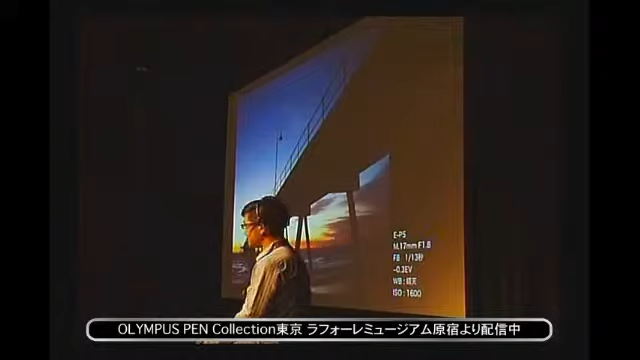 E-P5
M.17mm F1.8
F8 1/13秒
-0.3EV
WB:晴天
ISO:1600
OLYMPUS PEN Collection東京 ラフォーレミュージアム原宿より配信中